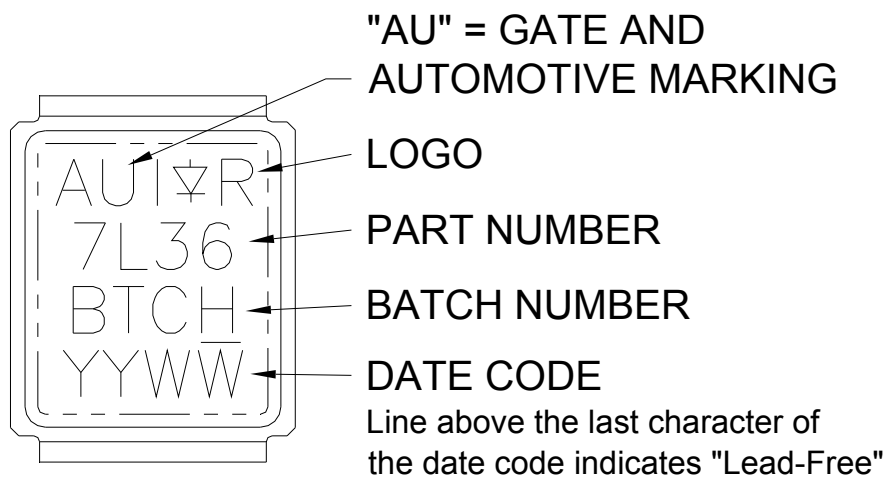 "AU" = GATE AND
AUTOMOTIVE MARKING
LOGO
PART NUMBER
BATCH NUMBER
DATE CODE
Line above the last character of
the date code indicates "Lead-Free"
AUI R
7L36
BTCH
YYWW̅